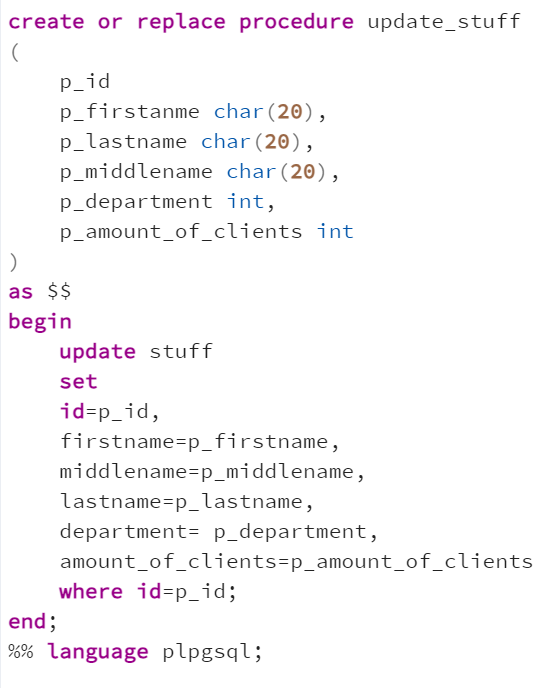 create or replace procedure update_stuff
(
    p_id
    p_firstanme char(20),
    p_lastname char(20),
    p_middlename char(20),
    p_department int,
    p_amount_of_clients int
)
as $$
begin
    update stuff
    set
    id=p_id,
    firstname=p_firstname,
    middlename=p_middlename,
    lastname=p_lastname,
    department= p_department,
    amount_of_clients=p_amount_of_clients
    where id=p_id;
end;
%% language plpgsql;